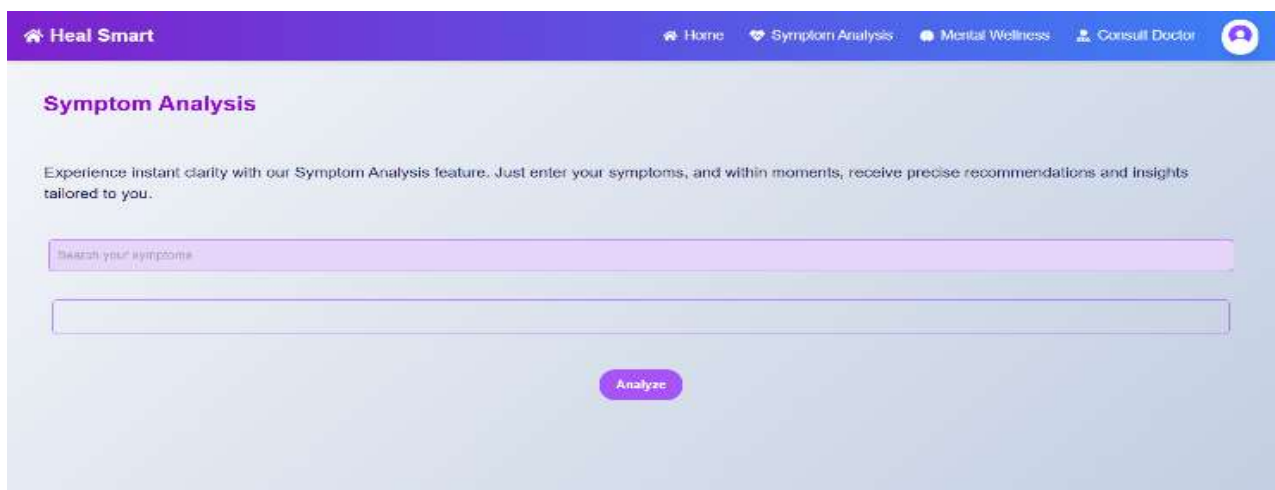 Heal Smart
Home Symptom Analysis Mental Wellness Consult Doctor
Symptom Analysis
Experience instant clarity with our Symptom Analysis feature. Just enter your symptoms, and within moments, receive precise recommendations and insights
tailored to you.
Search your symptoms
Analyze